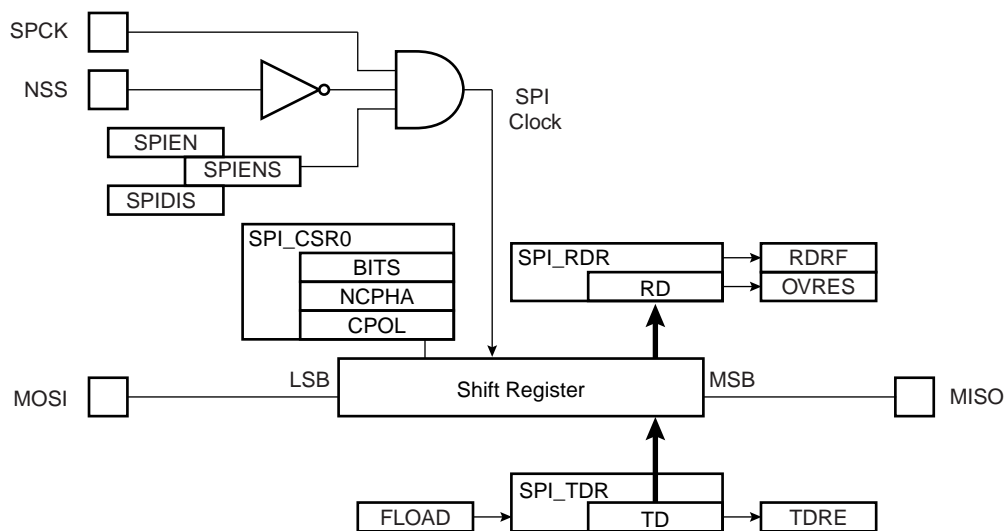 SPCK
NSS
SPI
Clock
SPIEN
SPIENS
SPIDIS
SPI_CSR0
BITS
NCPHA
CPOL
SPI_RDR
RD
RDRF
OVRES
MOSI
LSB
Shift Register
MSB
MISO
SPI_TDR
FLOAD
TD
TDRE